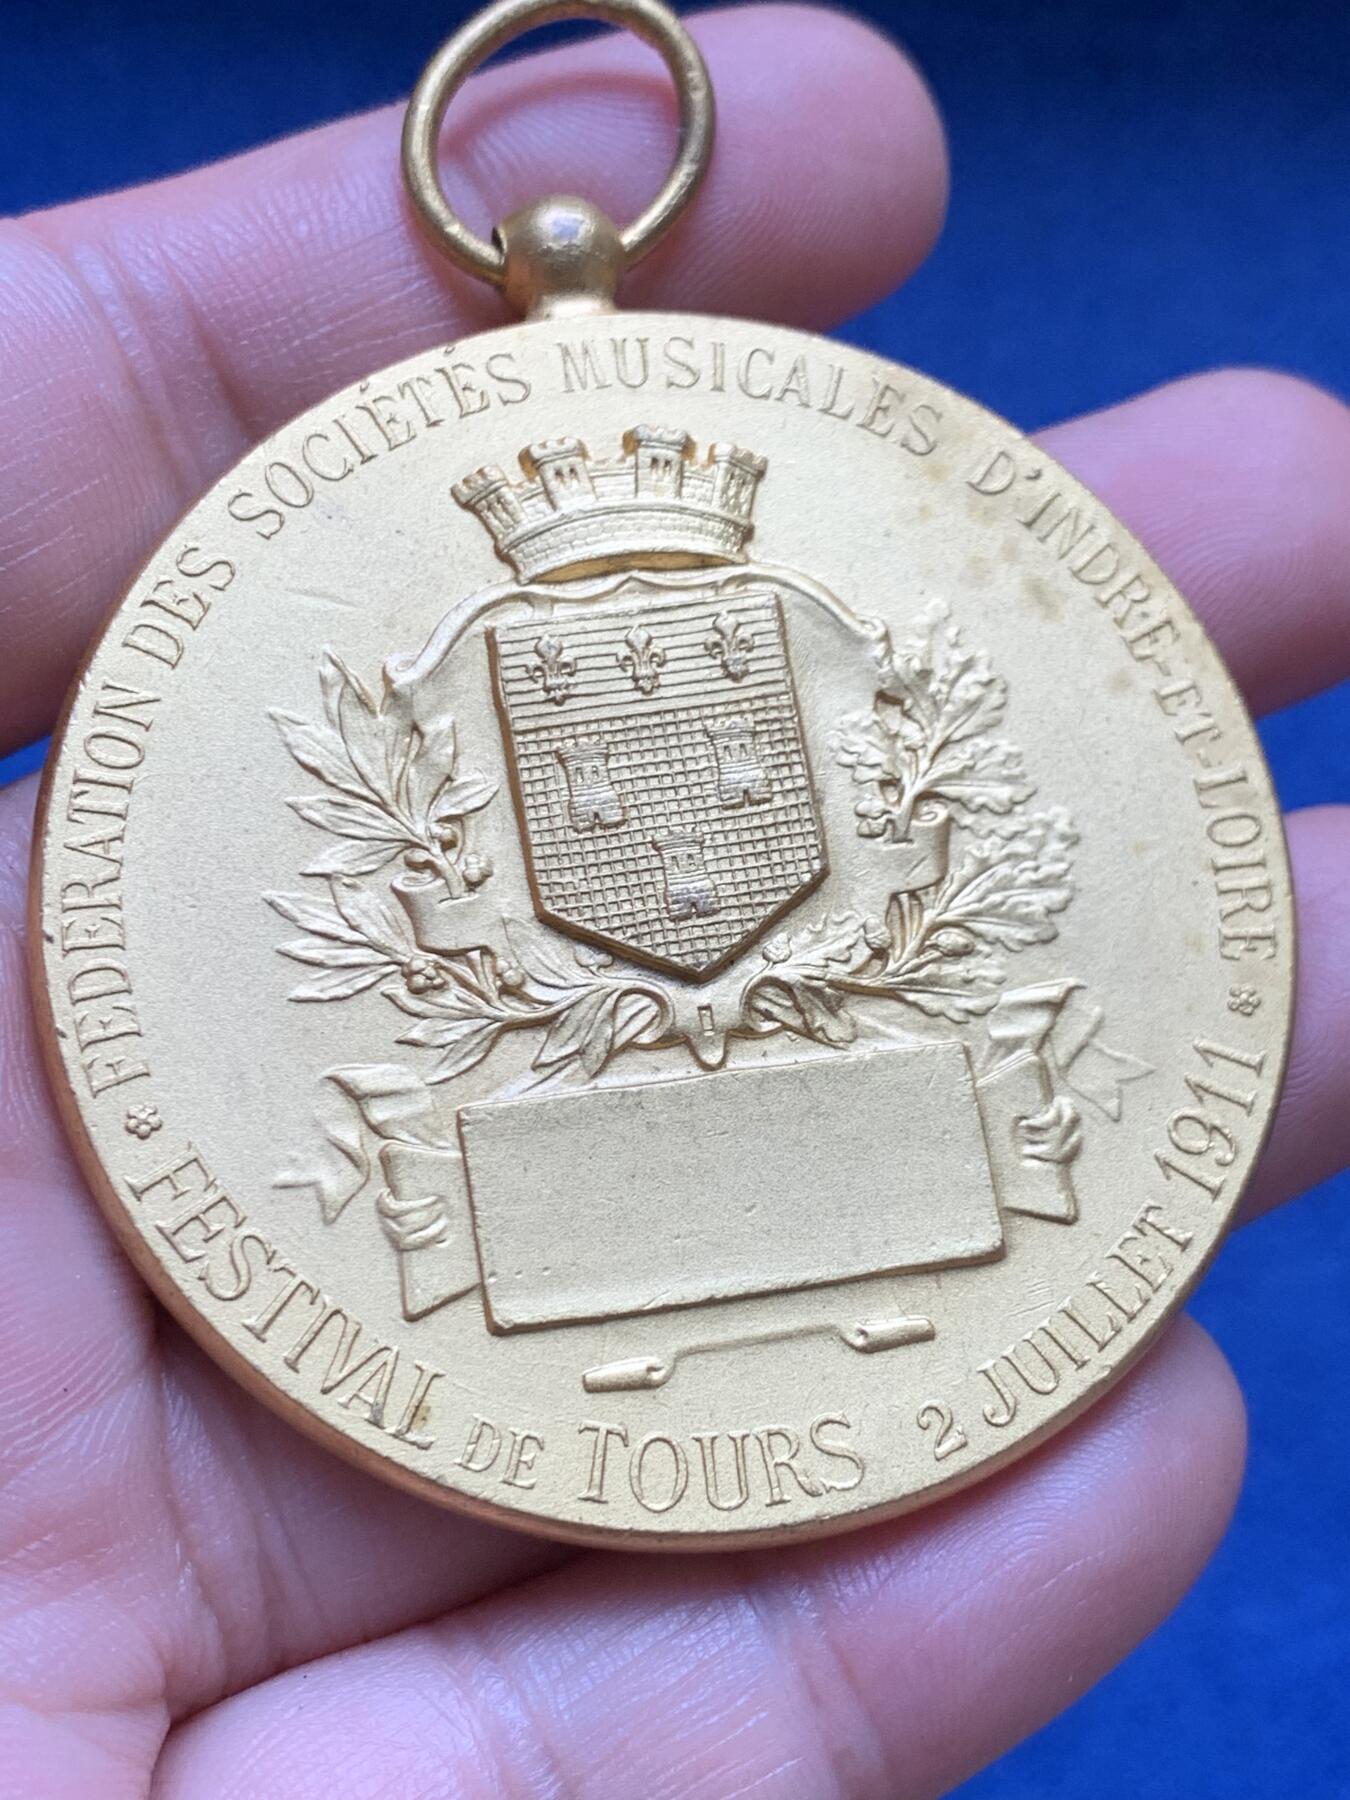 FÉDÉRATION DES SOCIÉTÉS MUSICALES D'INDRE-ET-LOIRE
FESTIVAL DE TOURS 2 JUILLET 1911